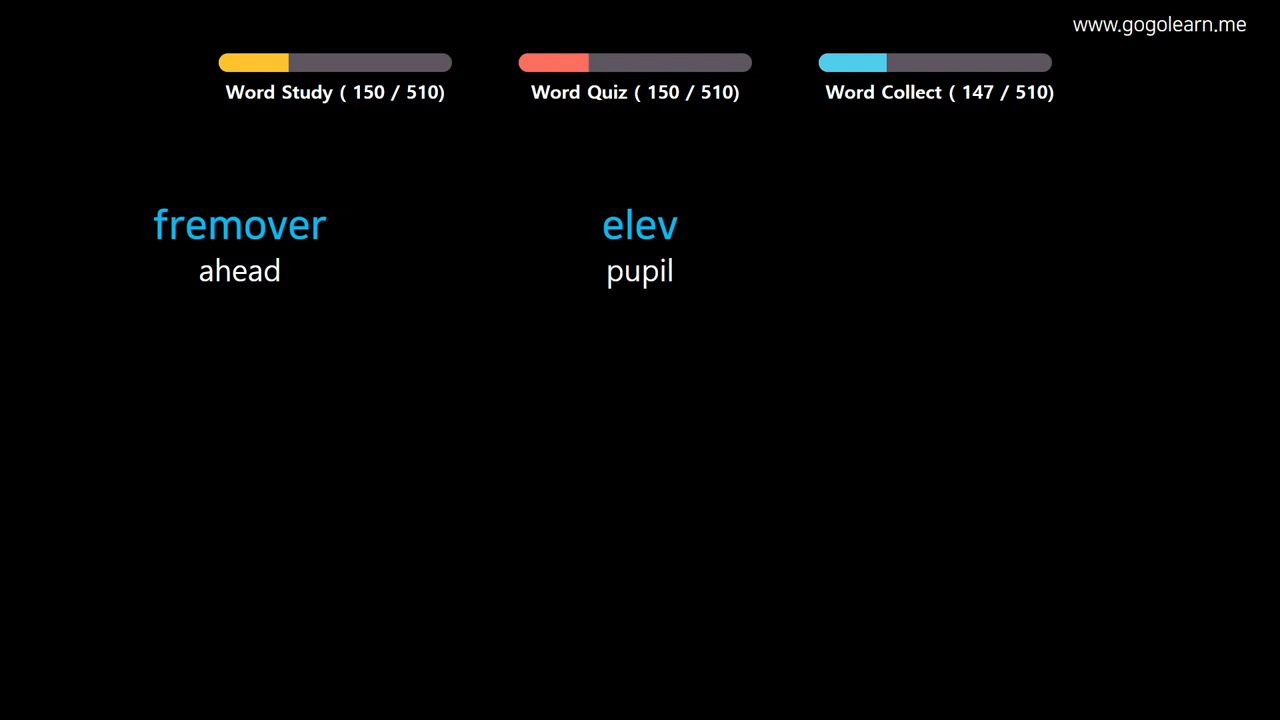 www.gogolearn.me
Word Study ( 150 / 510)
Word Quiz ( 150 / 510)
Word Collect ( 147 / 510)
fremover
ahead
elev
pupil